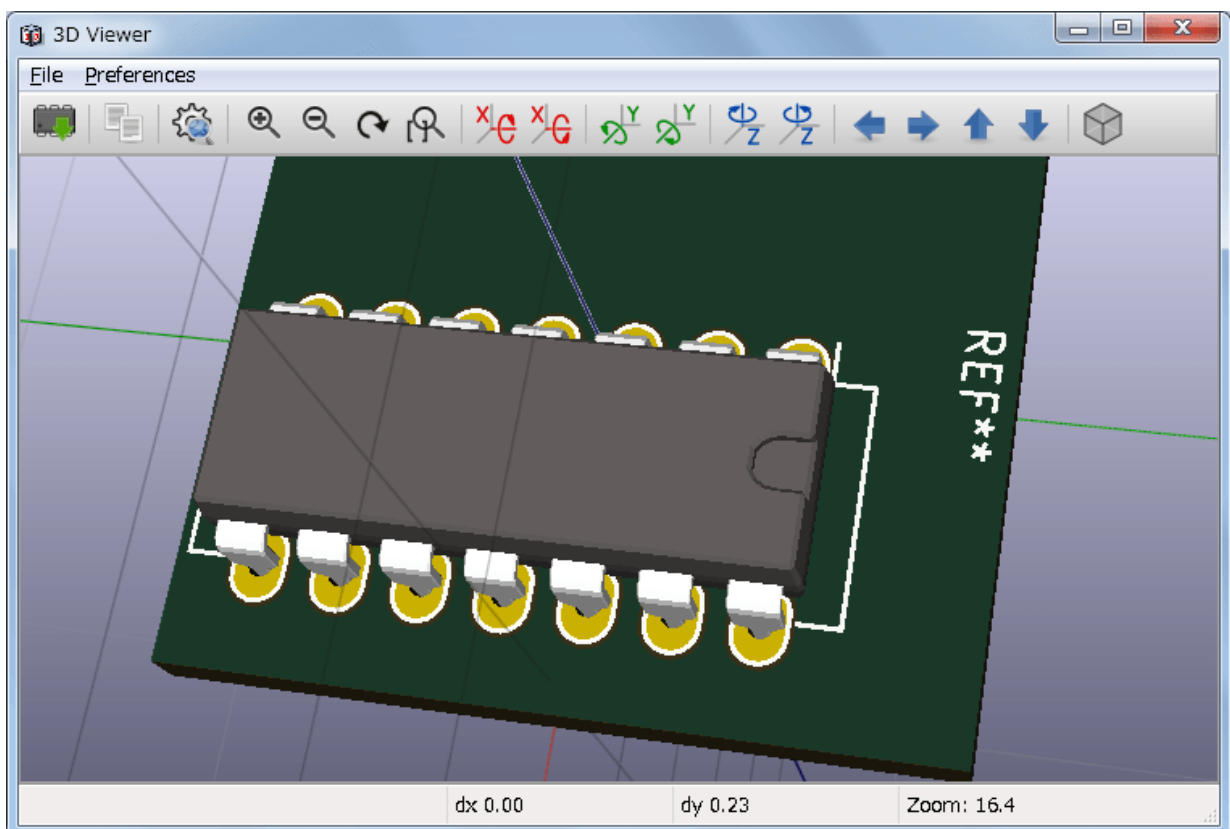 3D Viewer
File Preferences
X X Y Y Z Z
REF**
dx 0.00 dy 0.23 Zoom: 16.4